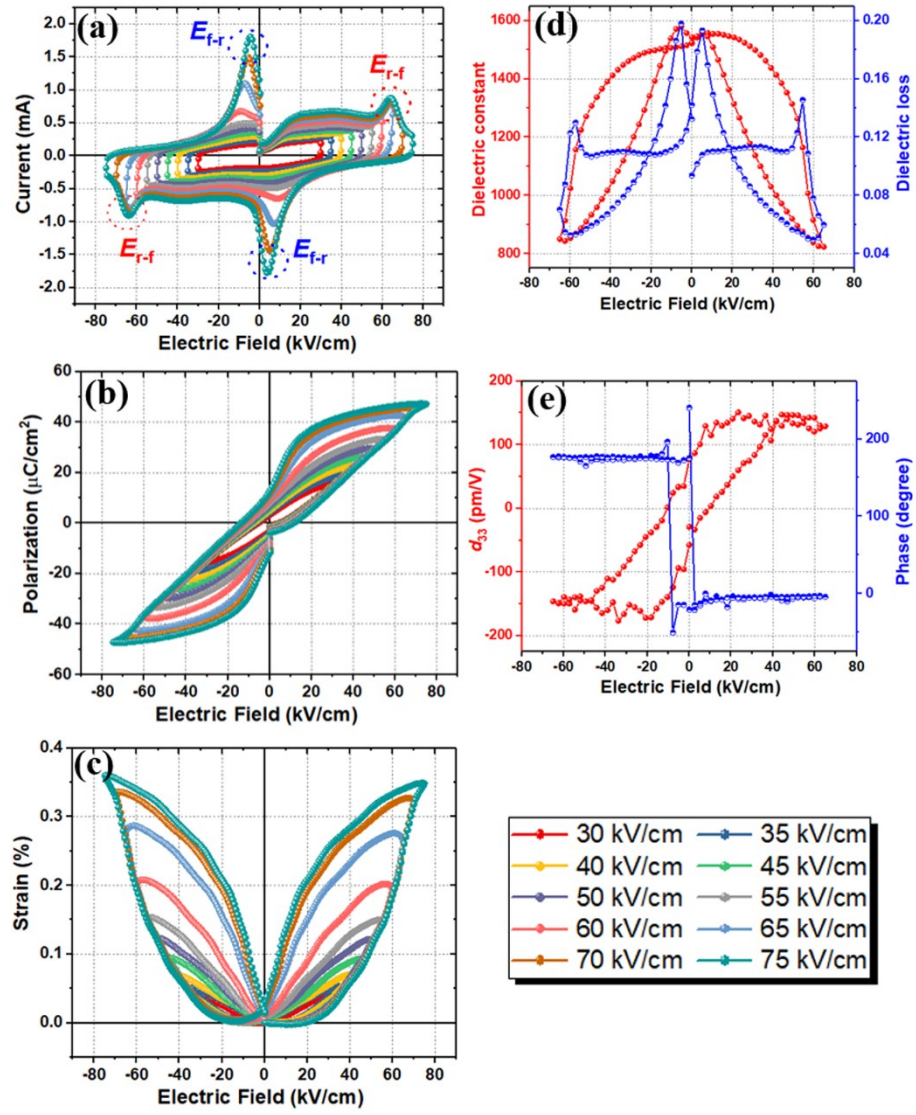 (a)
E_f-r
E_r-f
E_r-f
E_f-r
Current (mA)
2.0
1.5
1.0
0.5
0.0
-0.5
-1.0
-1.5
-2.0
-80 -60 -40 -20 0 20 40 60 80
Electric Field (kV/cm)
(d)
Dielectric constant
1600
1400
1200
1000
800
Dielectric loss
0.20
0.16
0.12
0.08
0.04
-80 -60 -40 -20 0 20 40 60 80
Electric Field (kV/cm)
(b)
Polarization (μC/cm²)
60
40
20
0
-20
-40
-60
-80 -60 -40 -20 0 20 40 60 80
Electric Field (kV/cm)
(e)
d₃₃ (pm/V)
200
150
100
50
0
-50
-100
-150
-200
Phase (degree)
200
100
0
-80 -60 -40 -20 0 20 40 60 80
Electric Field (kV/cm)
(c)
Strain (%)
0.4
0.3
0.2
0.1
0.0
-80 -60 -40 -20 0 20 40 60 80
Electric Field (kV/cm)
30 kV/cm 35 kV/cm
40 kV/cm 45 kV/cm
50 kV/cm 55 kV/cm
60 kV/cm 65 kV/cm
70 kV/cm 75 kV/cm